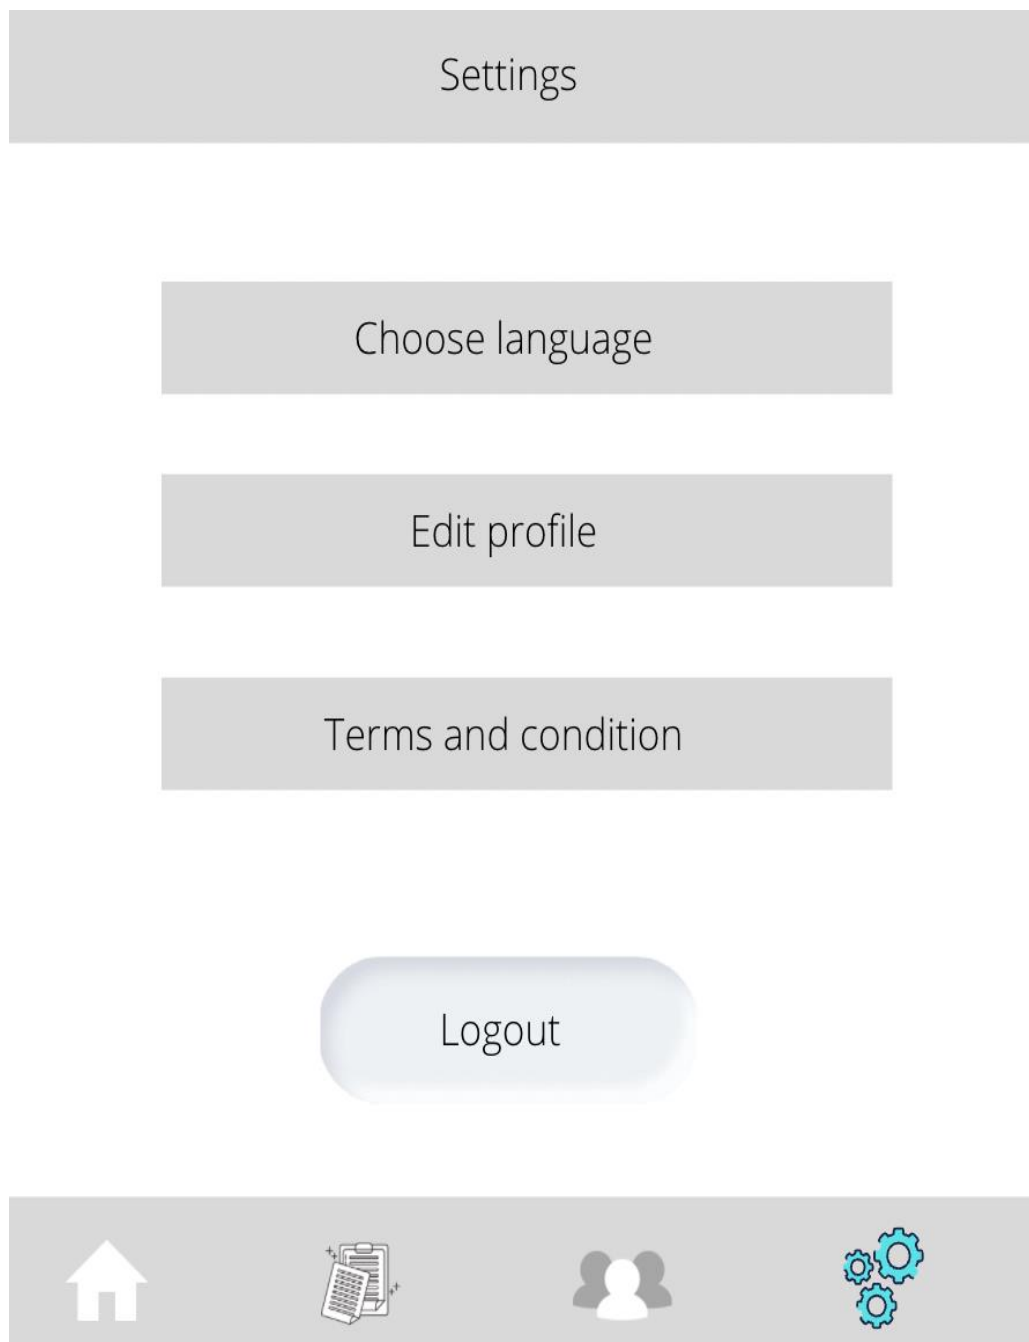 Settings
Choose language
Edit profile
Terms and condition
Logout